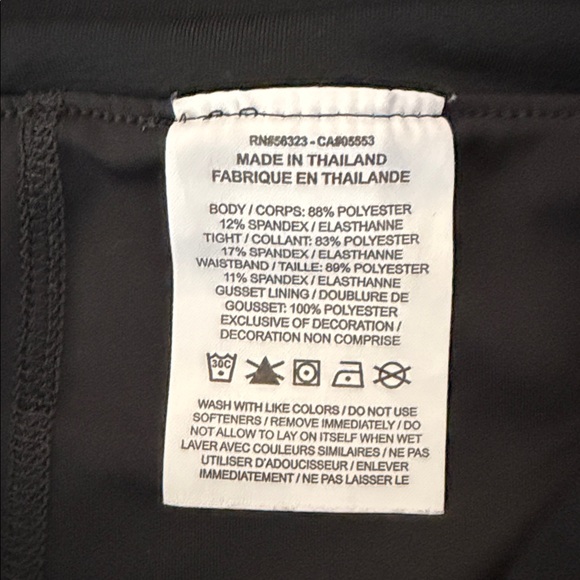 RN#56323 - CA#05553
MADE IN THAILAND
FABRIQUE EN THAILANDE
BODY / CORPS: 88% POLYESTER
12% SPANDEX / ELASTHANNE
TIGHT / COLLANT: 83% POLYESTER
17% SPANDEX / ELASTHANNE
WAISTBAND / TAILLE: 89% POLYESTER
11% SPANDEX / ELASTHANNE
GUSSET LINING / DOUBLURE DE
GOUSSET: 100% POLYESTER
EXCLUSIVE OF DECORATION /
DECORATION NON COMPRISE
30C
WASH WITH LIKE COLORS / DO NOT USE
SOFTENERS / REMOVE IMMEDIATELY / DO
NOT ALLOW TO LAY ON ITSELF WHEN WET
LAVER AVEC COULEURS SIMILAIRES / NE PAS
UTILISER D'ADOUCISSEUR / ENLEVER
IMMEDIATEMENT / NE PAS LAISSER LE